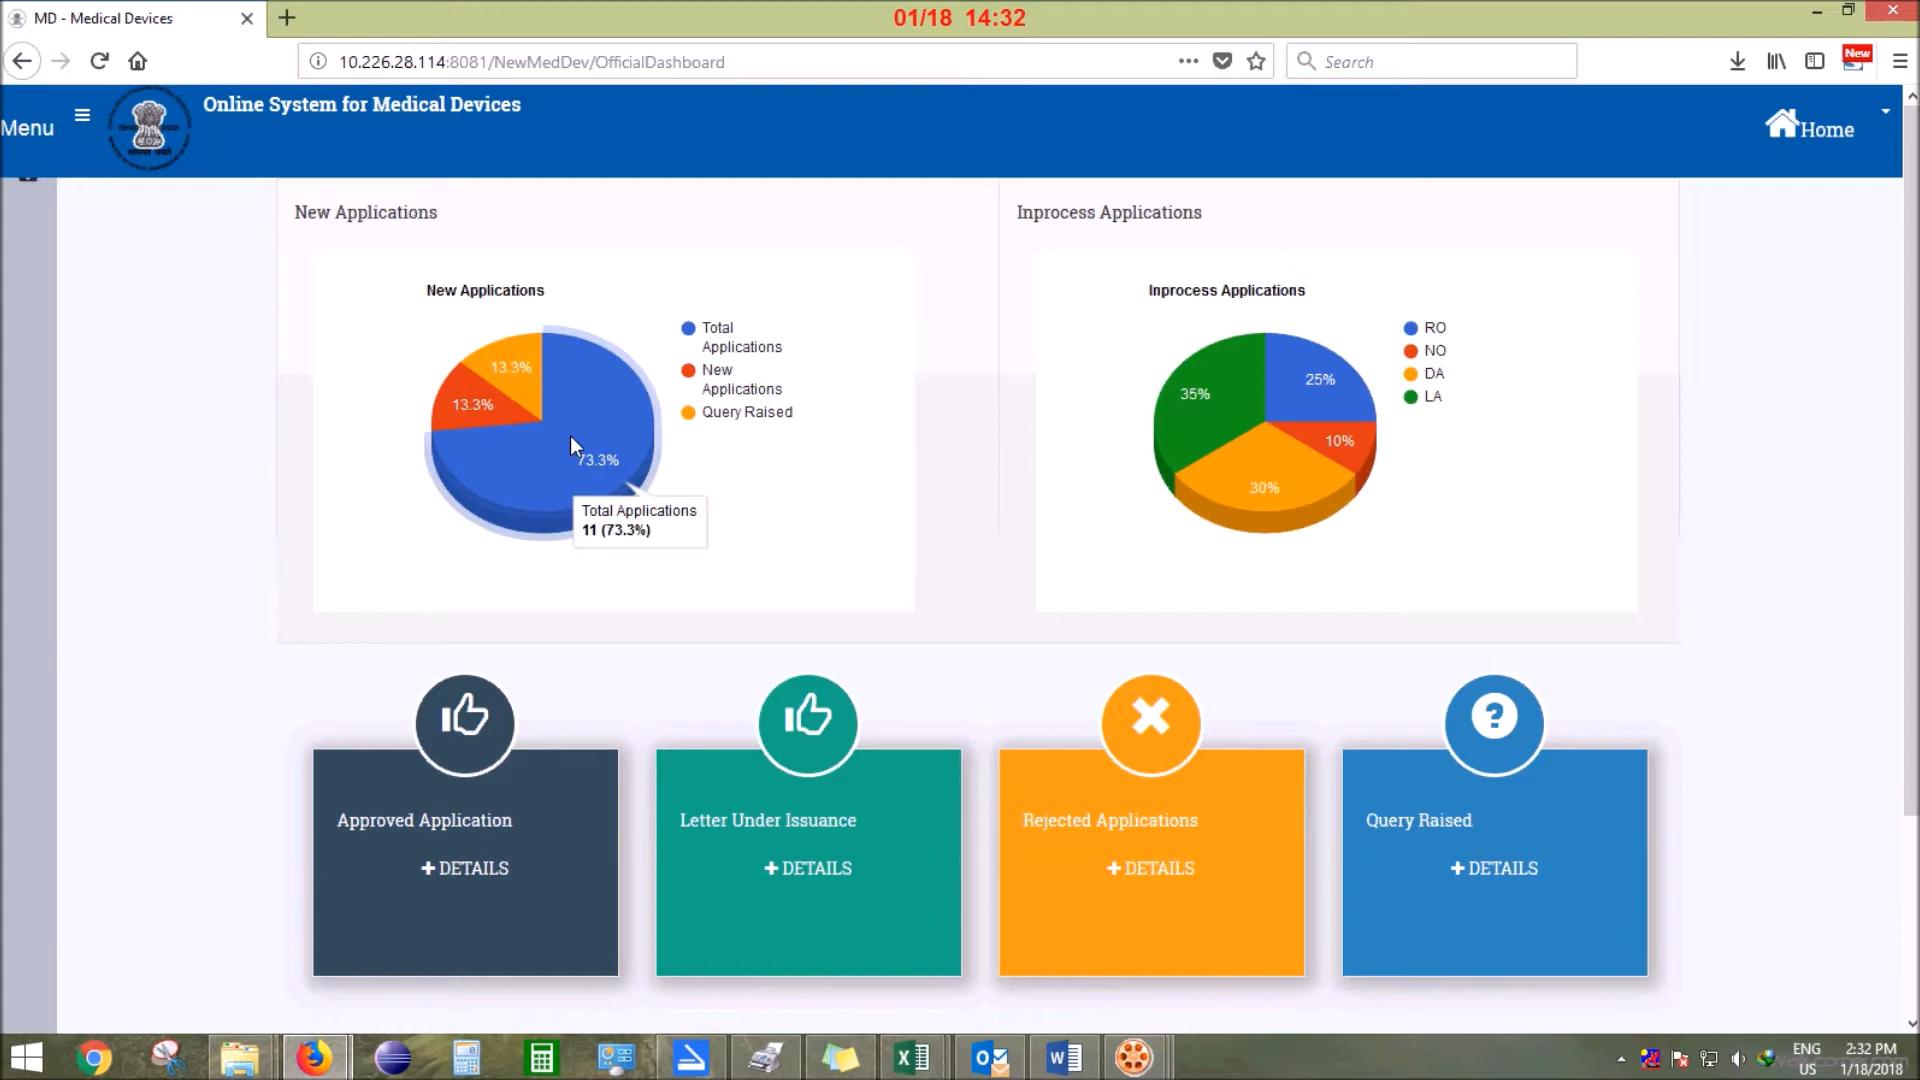 MD - Medical Devices
01/18 14:32
10.226.28.114:8081/NewMedDev/OfficialDashboard
Search
New
Menu
Online System for Medical Devices
Home
New Applications
Inprocess Applications
New Applications
13.3%
13.3%
73.3%
Total
Applications
New
Applications
Query Raised
Total Applications
11 (73.3%)
Inprocess Applications
35%
25%
10%
30%
RO
NO
DA
LA
Approved Application
DETAILS
Letter Under Issuance
DETAILS
Rejected Applications
DETAILS
Query Raised
DETAILS
ENG
US
2:32 PM
1/18/2018